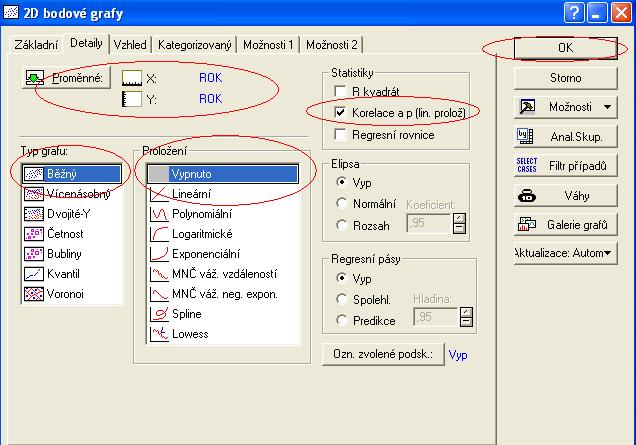 2D bodové grafy
Základní Detaily Vzhled Kategorizovaný Možnosti 1 Možnosti 2
Proměnné: X: ROK
Y: ROK
Typ grafu:
Běžný
Vícenásobný
Dvojité-Y
Četnost
Bubliny
Kvantil
Voronoi
Proložení
Vypnuto
Lineární
Polynomiální
Logaritmické
Exponenciální
MNČ váž. vzdáleností
MNČ váž. neg. expon.
Spline
Lowess
Statistiky
R kvadrát
Korelace a p (lin. prolož)
Regresní rovnice
Elipsa
Vyp
Normální Koeficient:
Rozsah ,95
Regresní pásy
Vyp
Spolehl. Hladina:
Predikce ,95
Ozn. zvolené podsk.: Vyp
OK
Storno
Možnosti
by
Anal.Skup.
SELECT CASES Filtr případů
Váhy
Galerie grafů
Aktualizace: Autom